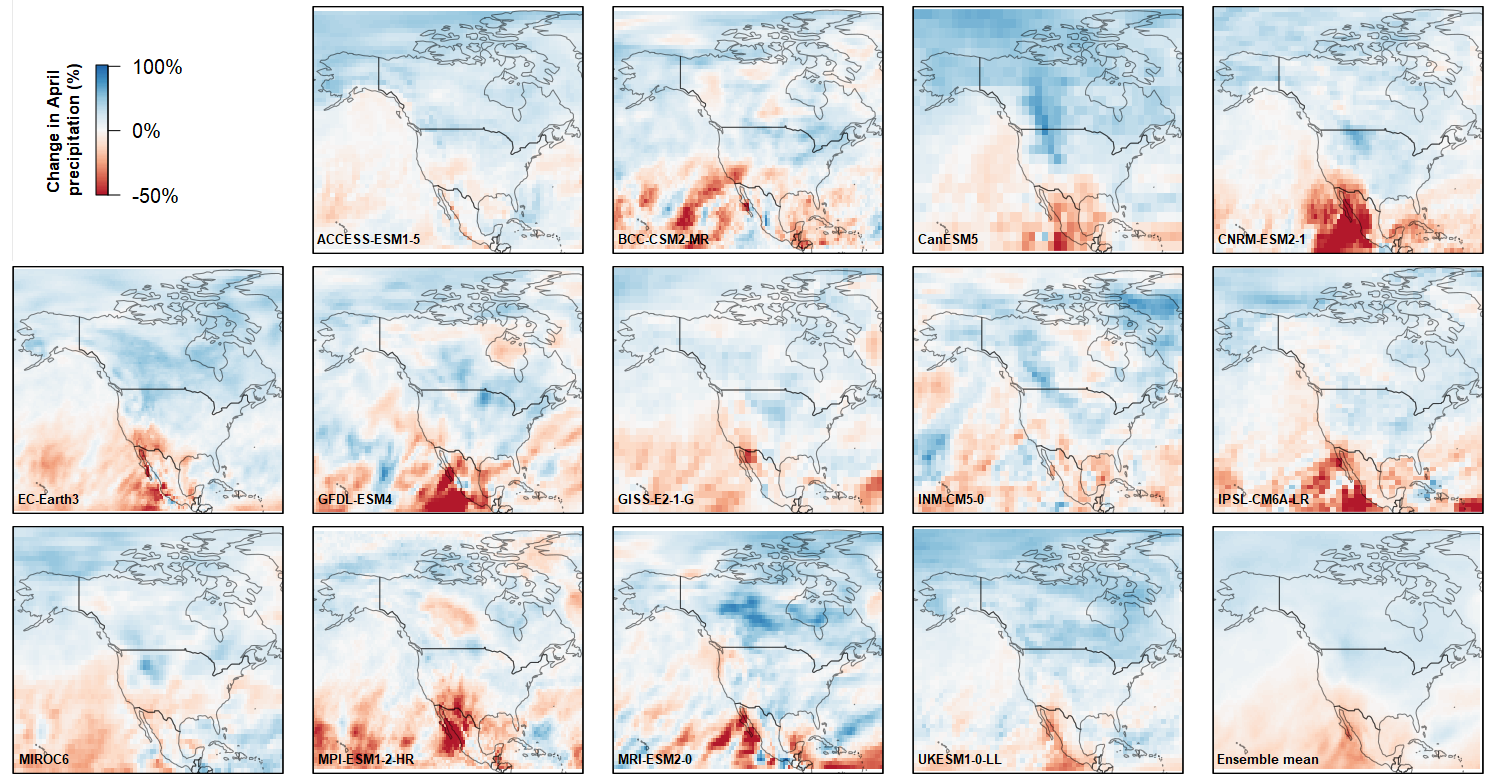 Change in April
precipitation (%)
100%
0%
-50%
ACCESS-ESM1-5
BCC-CSM2-MR
CanESM5
CNRM-ESM2-1
EC-Earth3
GFDL-ESM4
GISS-E2-1-G
INM-CM5-0
IPSL-CM6A-LR
MIROC6
MPI-ESM1-2-HR
MRI-ESM2-0
UKESM1-0-LL
Ensemble mean